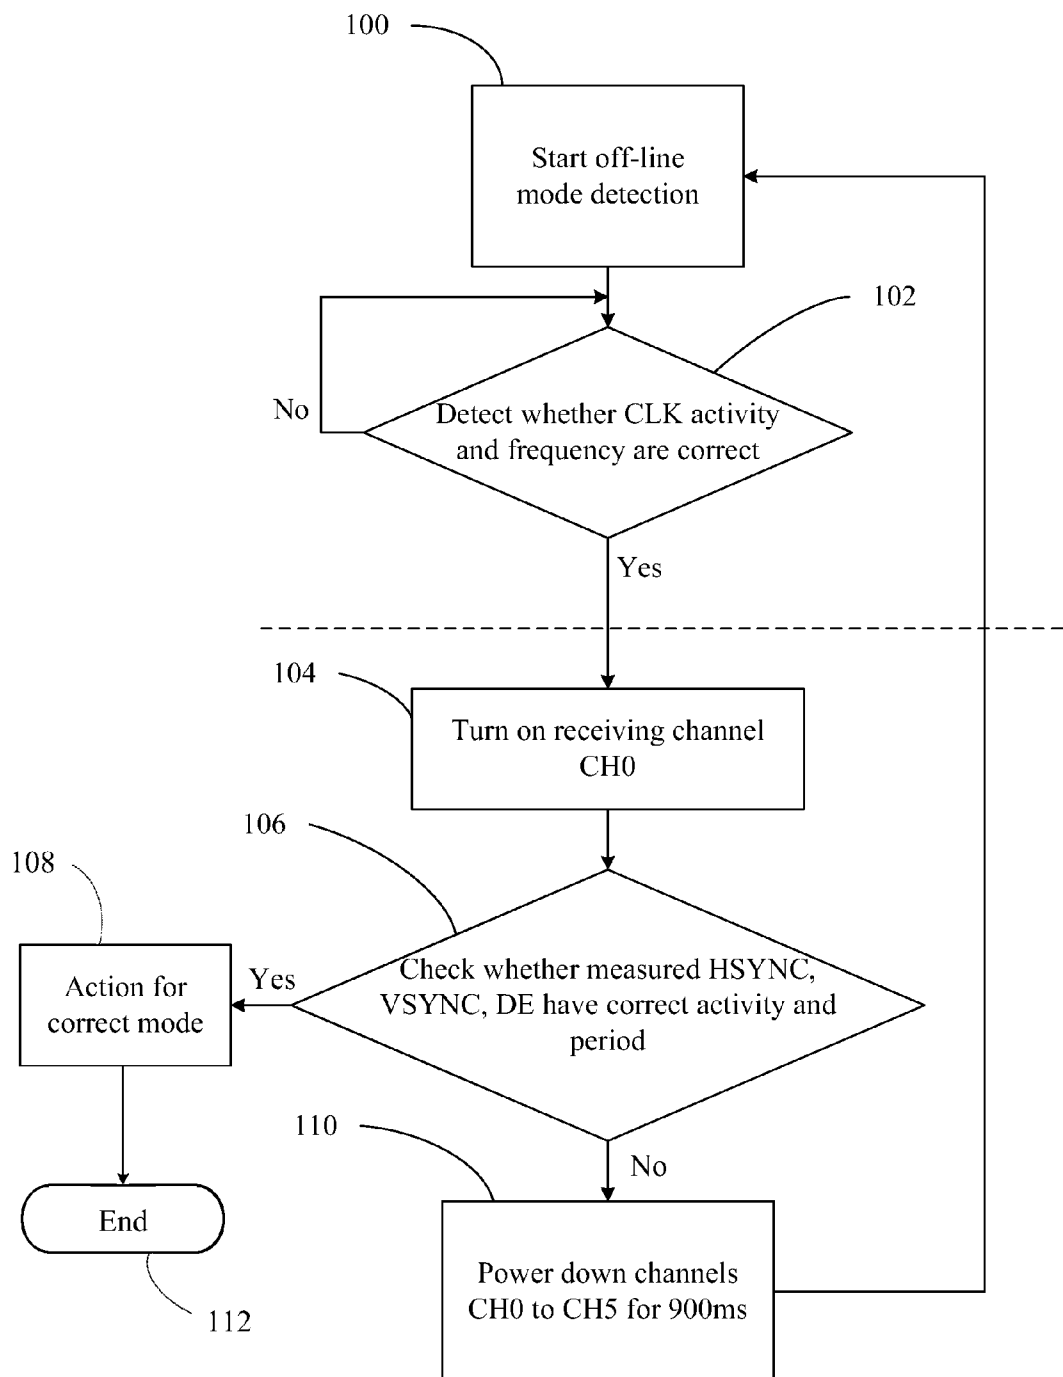 100
Start off-line
mode detection
102
No
Detect whether CLK activity
and frequency are correct
Yes
104
Turn on receiving channel
CH0
106
108
Check whether measured HSYNC,
VSYNC, DE have correct activity and
period
Yes
Action for
correct mode
110
No
End
Power down channels
CH0 to CH5 for 900ms
112